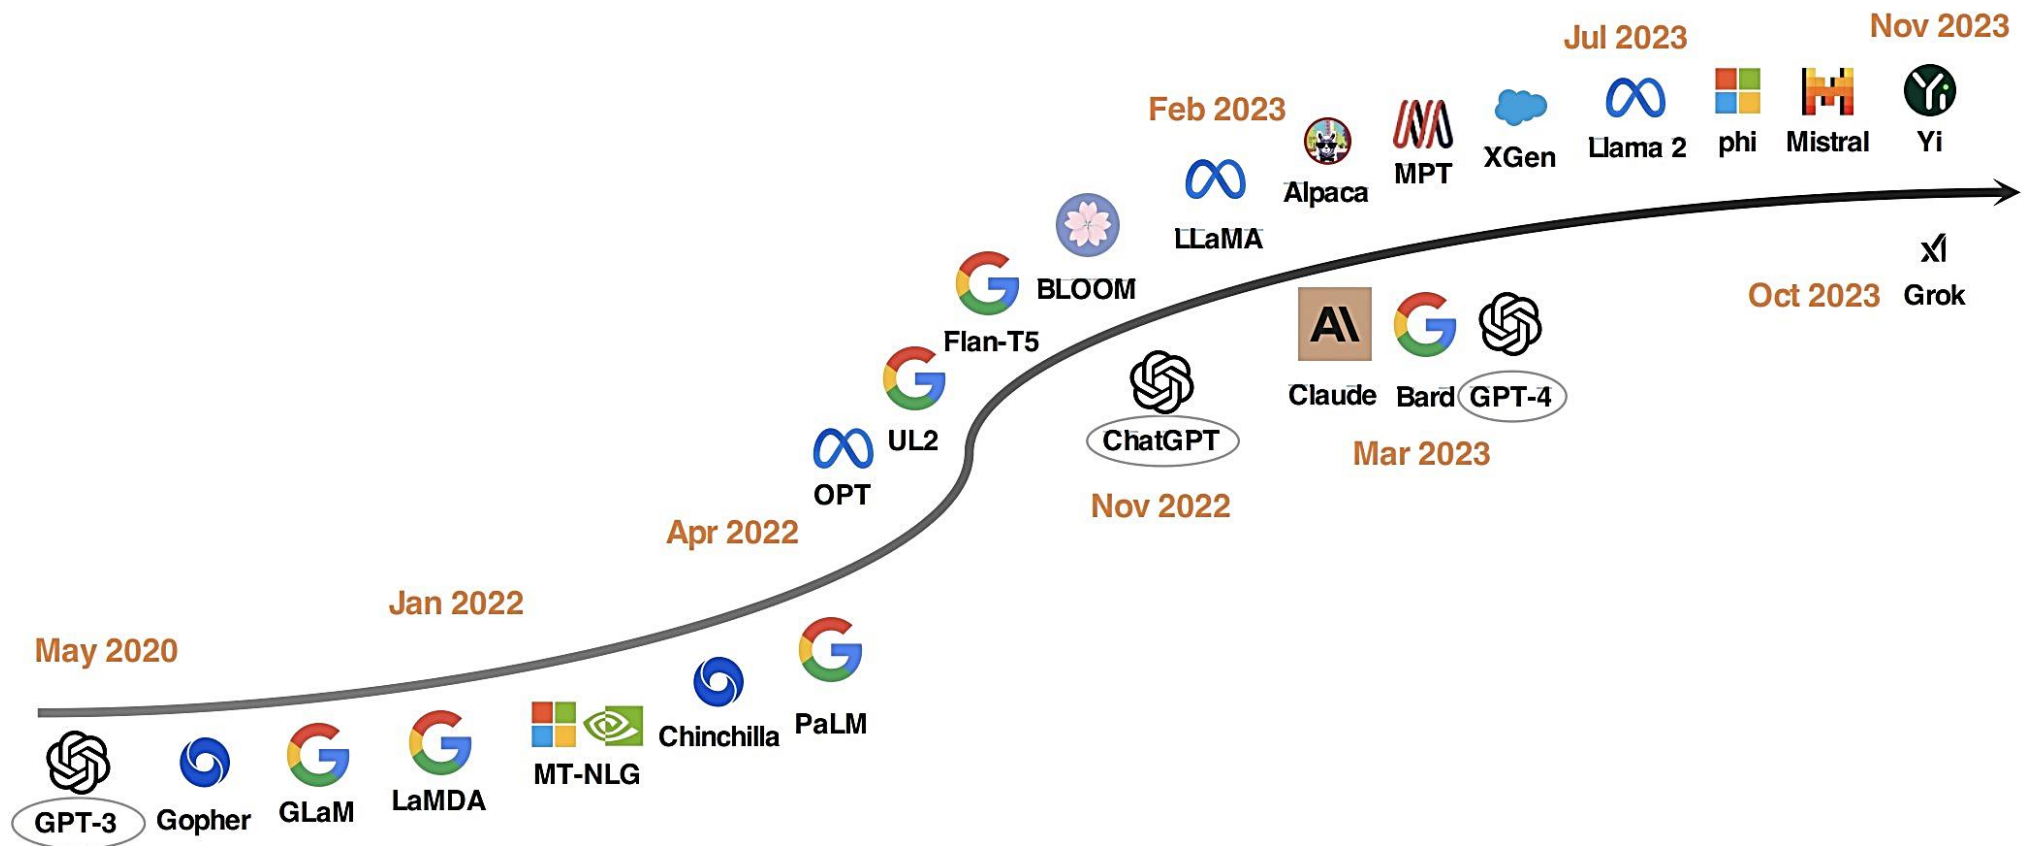 Nov 2023
Jul 2023
phi
Mistral
Yi
Feb 2023
XGen
Llama 2
MPT
Alpaca
LLaMA
BLOOM
Grok
Oct 2023
Flan-T5
Claude
Bard
GPT-4
UL2
ChatGPT
Mar 2023
OPT
Nov 2022
Apr 2022
Jan 2022
May 2020
PaLM
Chinchilla
MT-NLG
LaMDA
GLaM
Gopher
GPT-3